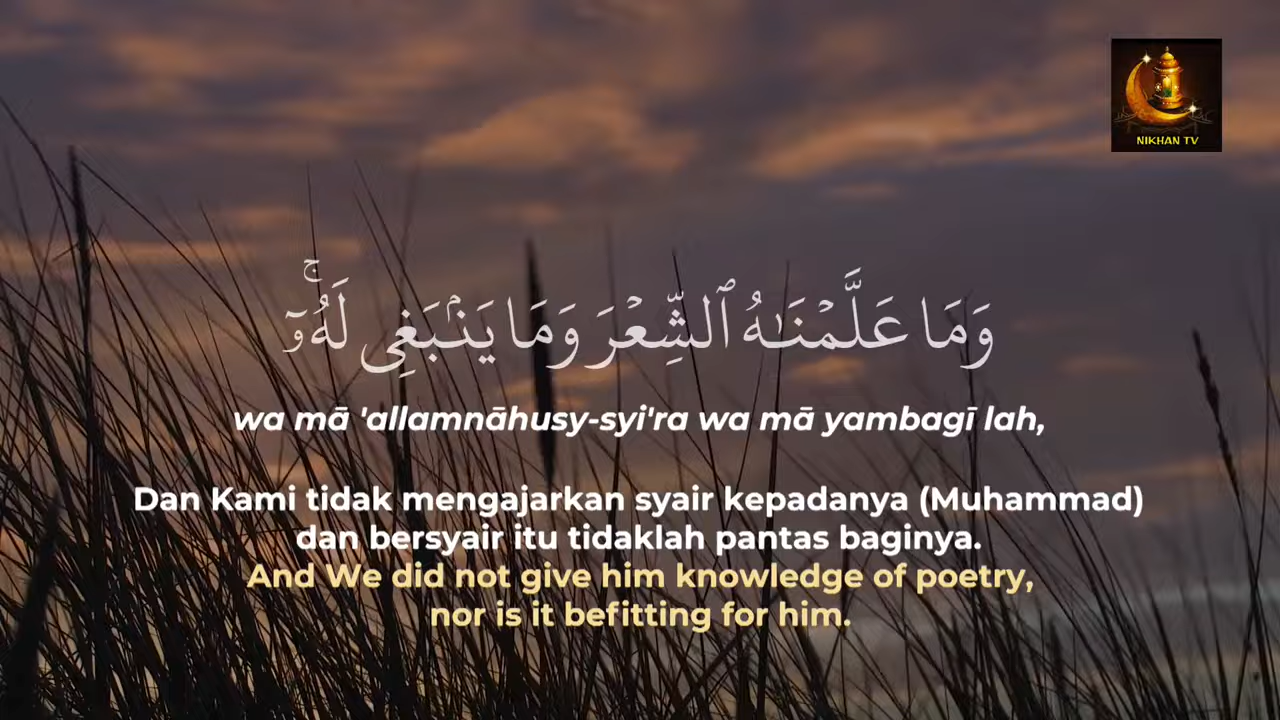 NIKHAN TV
وَمَا عَلَّمْنَـٰهُ ٱلشِّعْرَ وَمَا يَنۢبَغِى لَهُۥٓ ۚ
wa mā 'allamnāhusy-syi'ra wa mā yambagī lah,
Dan Kami tidak mengajarkan syair kepadanya (Muhammad)
dan bersyair itu tidaklah pantas baginya.
And We did not give him knowledge of poetry,
nor is it befitting for him.